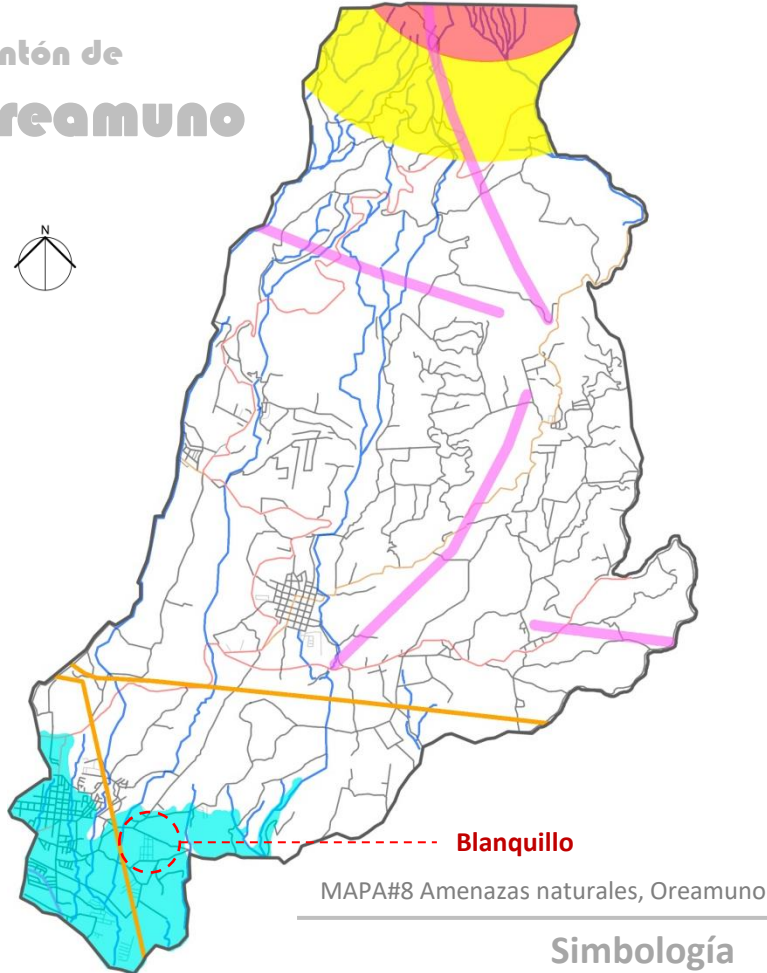 ntón de
reamuno
N
Blanquillo
MAPA#8 Amenazas naturales, Oreamuno
Simbología